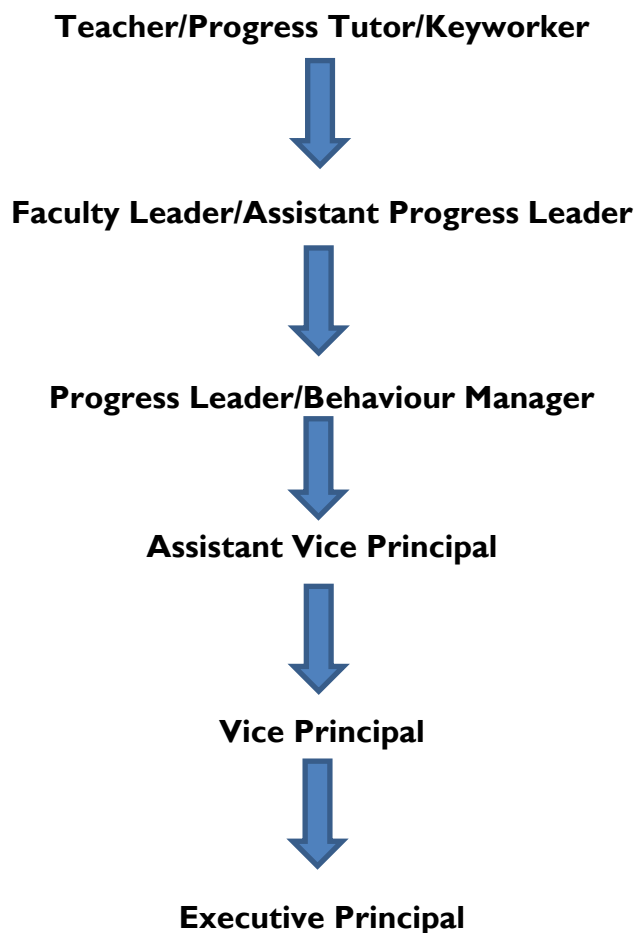 Teacher/Progress Tutor/Keyworker
Faculty Leader/Assistant Progress Leader
Progress Leader/Behaviour Manager
Assistant Vice Principal
Vice Principal
Executive Principal